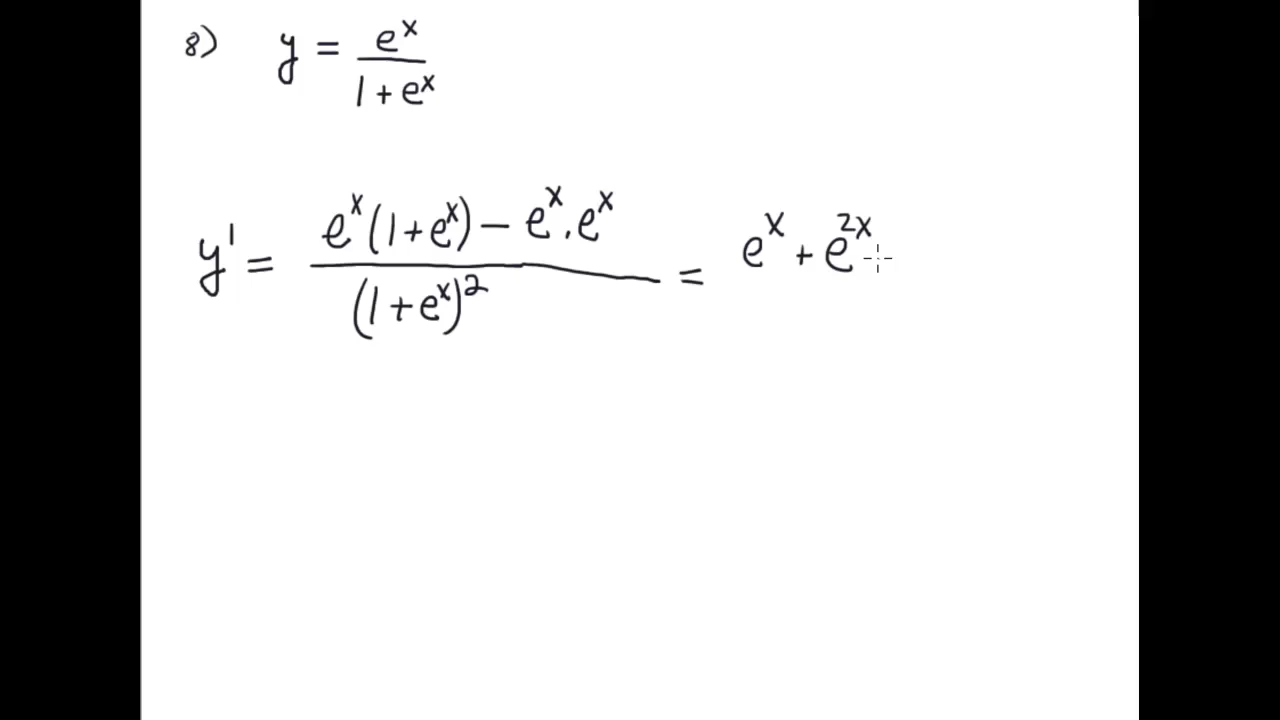 8) y = e^x / (1 + e^x)
y' = (e^x(1+e^x) − e^x . e^x) / (1+e^x)^2 = e^x + e^2x